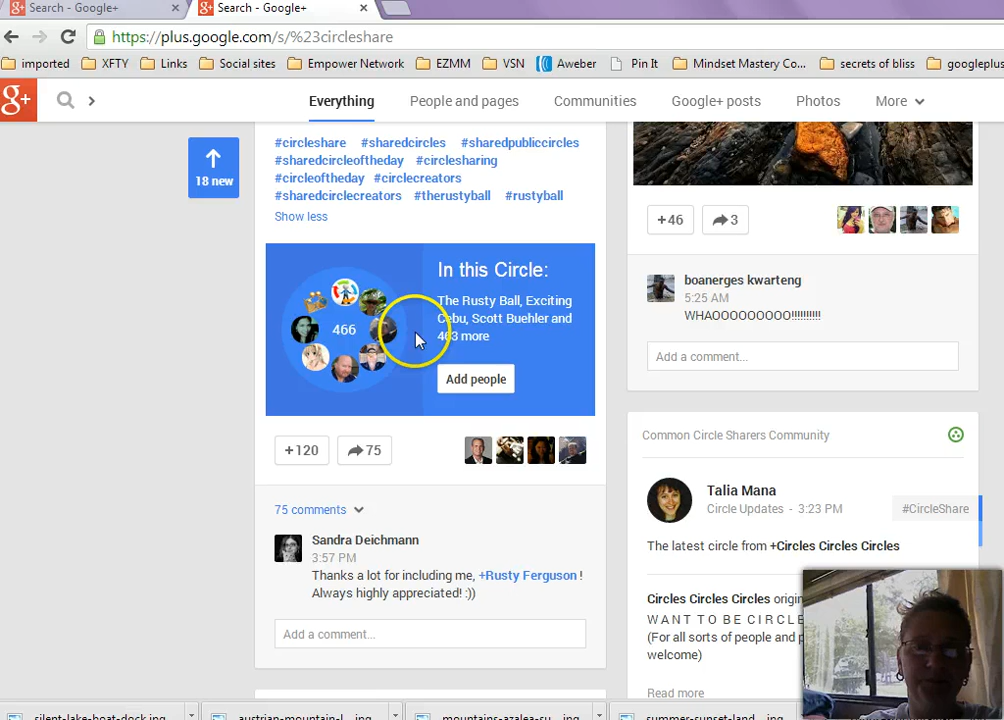 Search - Google+
Search - Google+
https://plus.google.com/s/%23circleshare
imported XFTY Links Social sites Empower Network EZMM VSN Aweber Pin It Mindset Mastery Co... secrets of bliss googleplus
g+ Everything People and pages Communities Google+ posts Photos More
18 new
#circleshare #sharedcircles #sharedpubliccircles
#sharedcircleoftheday #circlesharing
#circleoftheday #circlecreators
#sharedcirclecreators #therustyball #rustyball
Show less
466
In this Circle:
The Rusty Ball, Exciting
Cebu, Scott Buehler and
463 more
Add people
+120 75
75 comments
Sandra Deichmann
3:57 PM
Thanks a lot for including me, +Rusty Ferguson !
Always highly appreciated! :))
Add a comment...
+46 3
boanerges kwarteng
5:25 AM
WHAOOOOOOOOO!!!!!!!!!!
Add a comment...
Common Circle Sharers Community
Talia Mana
Circle Updates - 3:23 PM
#CircleShare
The latest circle from +Circles Circles Circles
Circles Circles Circles
W A N T T O B E C I R C L E
(For all sorts of people and
welcome)
Read more
silent-lake-boat-dock.jpg austrian-mountain-l....jpg mountains-azalea-su....jpg summer-sunset-land....jpg